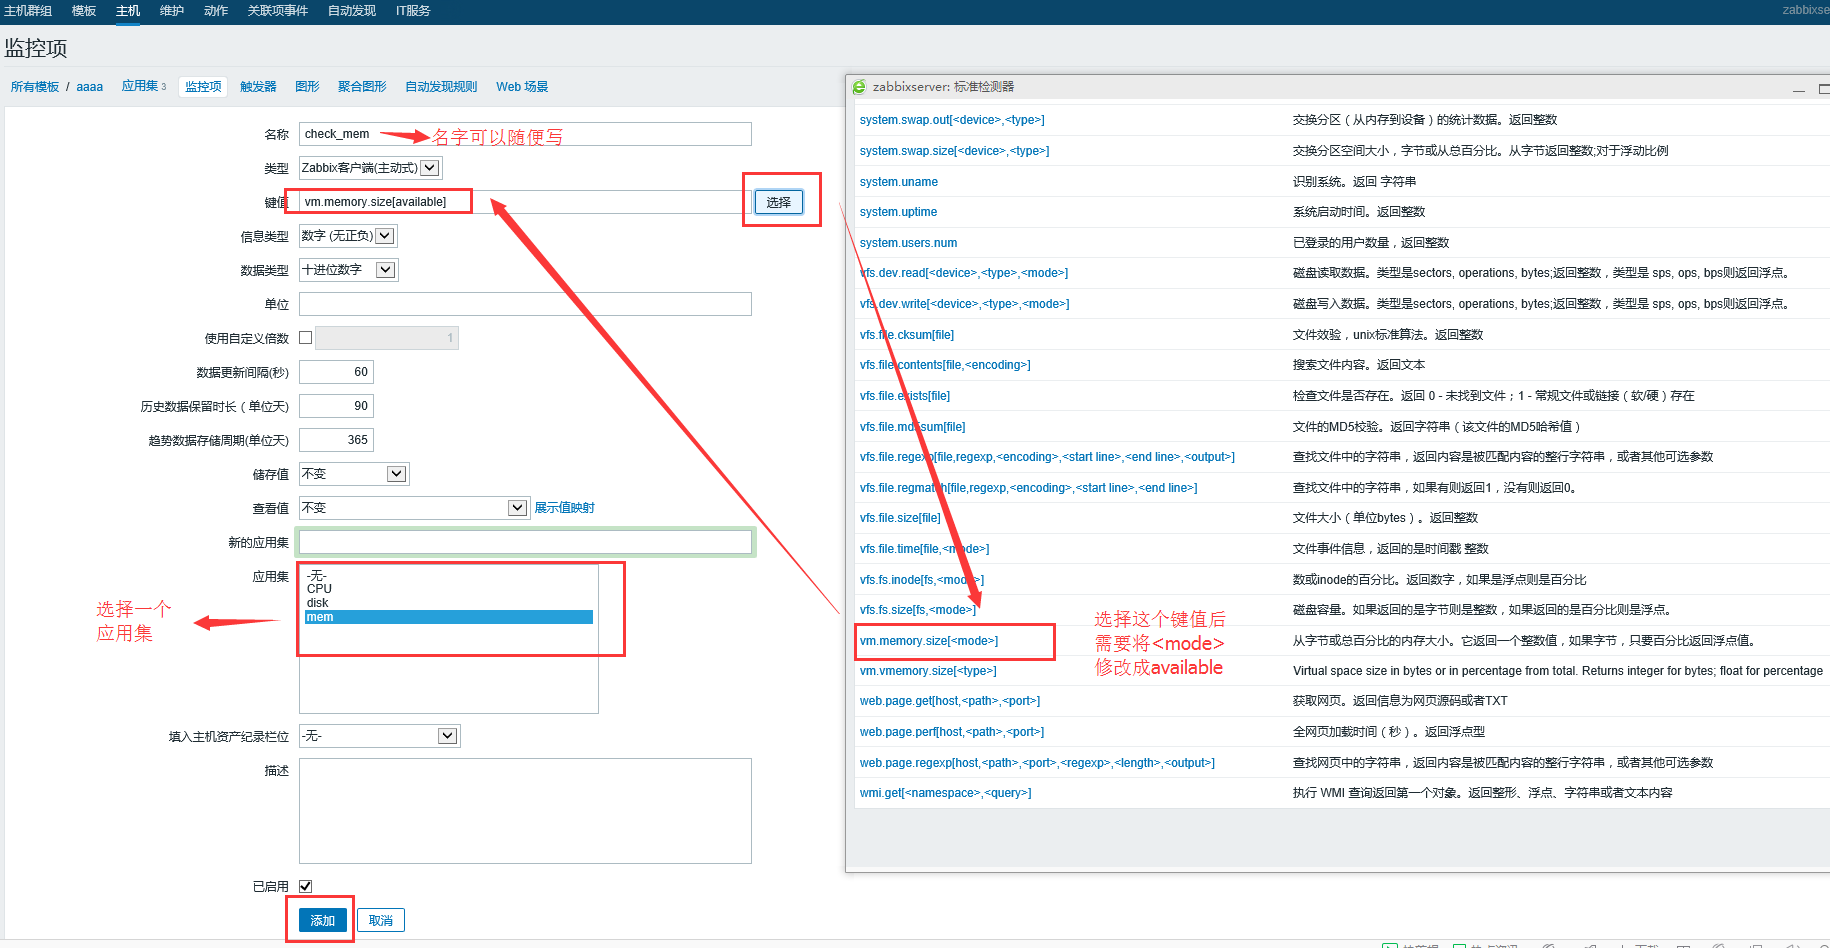 主机群组 模板 主机 维护 动作 关联项事件 自动发现 IT服务 zabbixse
监控项
所有模板 / aaaa 应用集 3 监控项 触发器 图形 聚合图形 自动发现规则 Web 场景
名称 check_mem 名字可以随便写
类型 Zabbix客户端(主动式)
键值 vm.memory.size[available] 选择
信息类型 数字 (无正负)
数据类型 十进位数字
单位
使用自定义倍数 1
数据更新间隔(秒) 60
历史数据保留时长（单位天) 90
趋势数据存储周期(单位天) 365
储存值 不变
查看值 不变 展示值映射
新的应用集
应用集 -无-
CPU
disk
mem
选择一个
应用集
填入主机资产纪录栏位 -无-
描述
已启用
添加 取消
zabbixserver: 标准检测器
system.swap.out[<device>,<type>] 交换分区（从内存到设备）的统计数据。返回整数
system.swap.size[<device>,<type>] 交换分区空间大小，字节或从总百分比。从字节返回整数;对于浮动比例
system.uname 识别系统。返回 字符串
system.uptime 系统启动时间。返回整数
system.users.num 已登录的用户数量，返回整数
vfs.dev.read[<device>,<type>,<mode>] 磁盘读取数据。类型是sectors, operations, bytes;返回整数，类型是 sps, ops, bps则返回浮点。
vfs.dev.write[<device>,<type>,<mode>] 磁盘写入数据。类型是sectors, operations, bytes;返回整数，类型是 sps, ops, bps则返回浮点。
vfs.file.cksum[file] 文件效验，unix标准算法。返回整数
vfs.file.contents[file,<encoding>] 搜索文件内容。返回文本
vfs.file.exists[file] 检查文件是否存在。返回 0 - 未找到文件；1 - 常规文件或链接（软/硬）存在
vfs.file.md5sum[file] 文件的MD5校验。返回字符串（该文件的MD5哈希值）
vfs.file.regexp[file,regexp,<encoding>,<start line>,<end line>,<output>] 查找文件中的字符串，返回内容是被匹配内容的整行字符串，或者其他可选参数
vfs.file.regmatch[file,regexp,<encoding>,<start line>,<end line>] 查找文件中的字符串，如果有则返回1，没有则返回0。
vfs.file.size[file] 文件大小（单位bytes）。返回整数
vfs.file.time[file,<mode>] 文件事件信息，返回的是时间戳 整数
vfs.fs.inode[fs,<mode>] 数或inode的百分比。返回数字，如果是浮点则是百分比
vfs.fs.size[fs,<mode>] 磁盘容量。如果返回的是字节则是整数，如果返回的是百分比则是浮点。
vm.memory.size[<mode>] 从字节或总百分比的内存大小。它返回一个整数值，如果字节，只要百分比返回浮点值。
选择这个键值后
需要将<mode>
修改成available
vm.vmemory.size[<type>] Virtual space size in bytes or in percentage from total. Returns integer for bytes; float for percentage
web.page.get[host,<path>,<port>] 获取网页。返回信息为网页源码或者TXT
web.page.perf[host,<path>,<port>] 全网页加载时间（秒）。返回浮点型
web.page.regexp[host,<path>,<port>,<regexp>,<length>,<output>] 查找网页中的字符串，返回内容是被匹配内容的整行字符串，或者其他可选参数
wmi.get[<namespace>,<query>] 执行 WMI 查询返回第一个对象。返回整形、浮点、字符串或者文本内容